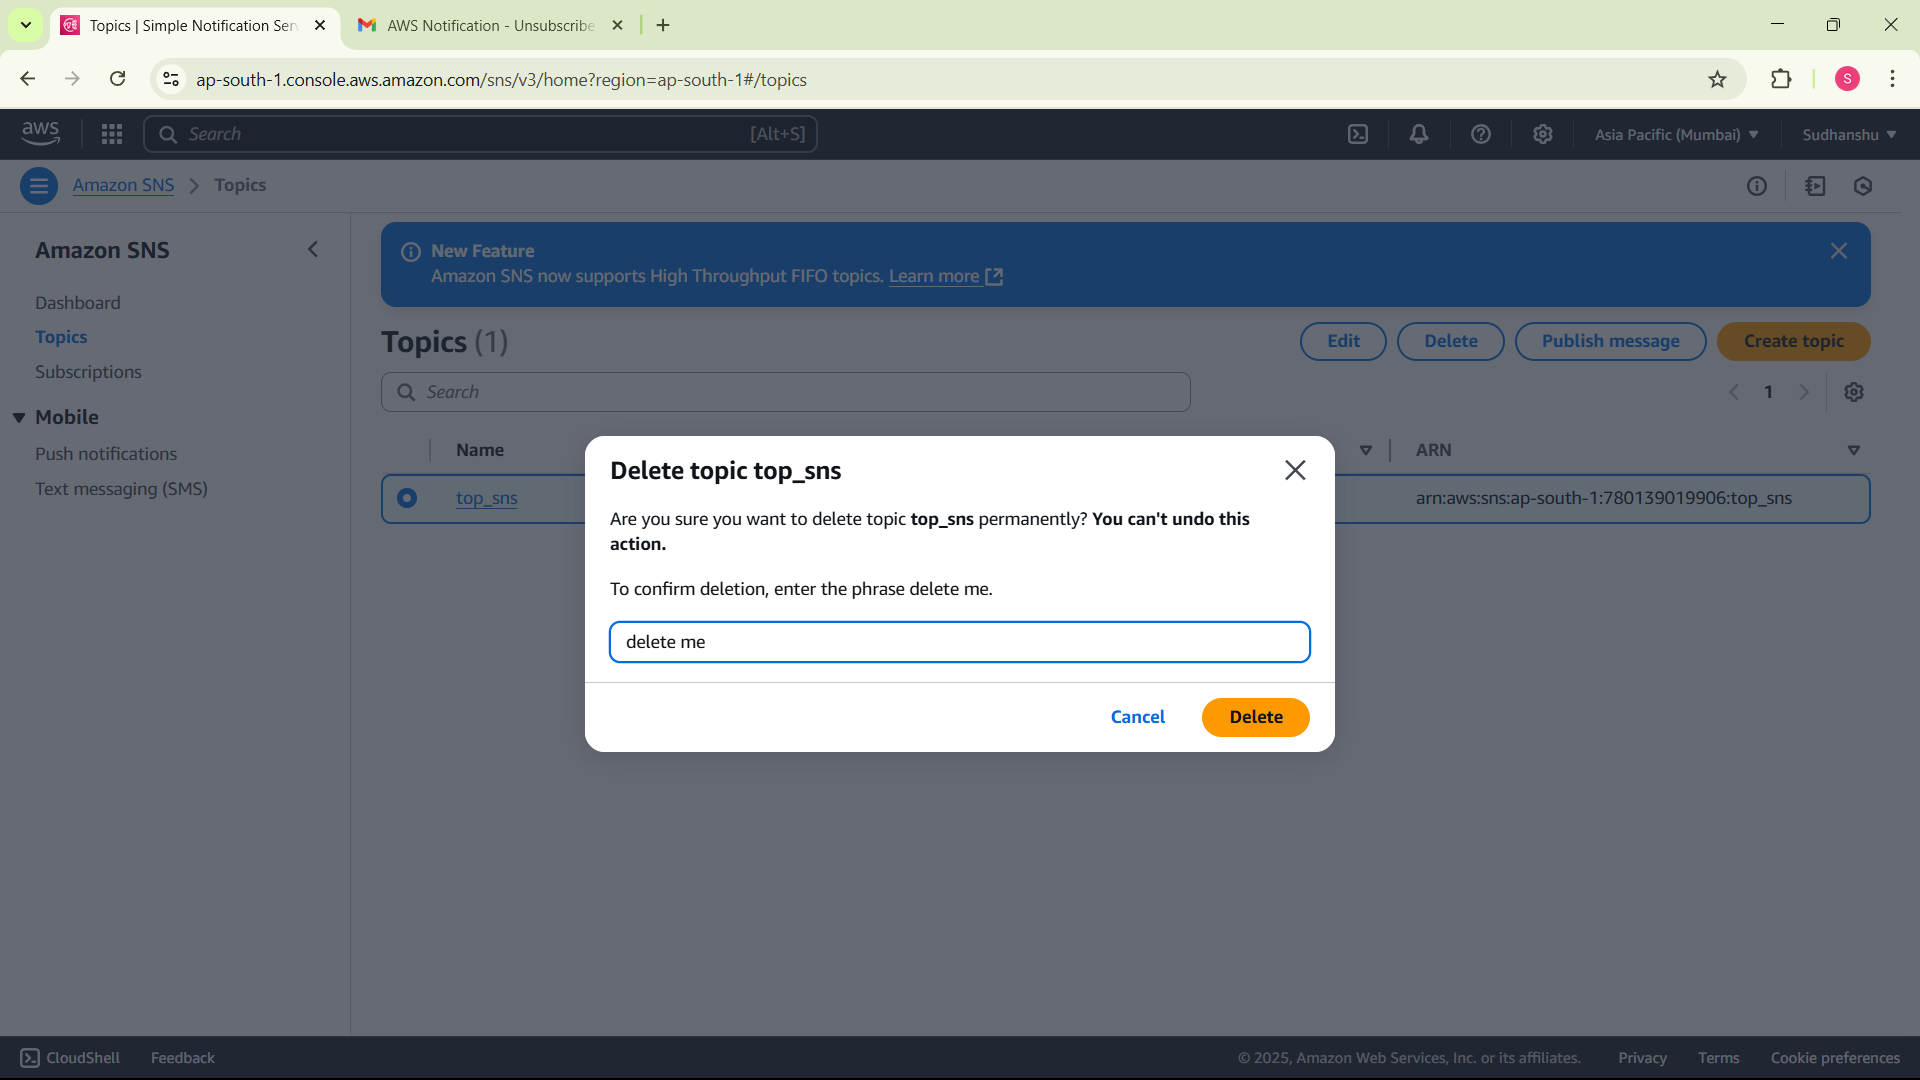 Topics | Simple Notification Ser
AWS Notification - Unsubscribe
ap-south-1.console.aws.amazon.com/sns/v3/home?region=ap-south-1#/topics
S
aws
Search
[Alt+S]
Asia Pacific (Mumbai)
Sudhanshu
Amazon SNS
Topics
Amazon SNS
Dashboard
Topics
Subscriptions
Mobile
Push notifications
Text messaging (SMS)
New Feature
Amazon SNS now supports High Throughput FIFO topics. Learn more
Topics (1)
Edit
Delete
Publish message
Create topic
Search
1
Name
ARN
top_sns
arn:aws:sns:ap-south-1:780139019906:top_sns
Delete topic top_sns
Are you sure you want to delete topic top_sns permanently? You can't undo this
action.
To confirm deletion, enter the phrase delete me.
delete me
Cancel
Delete
CloudShell
Feedback
© 2025, Amazon Web Services, Inc. or its affiliates.
Privacy
Terms
Cookie preferences